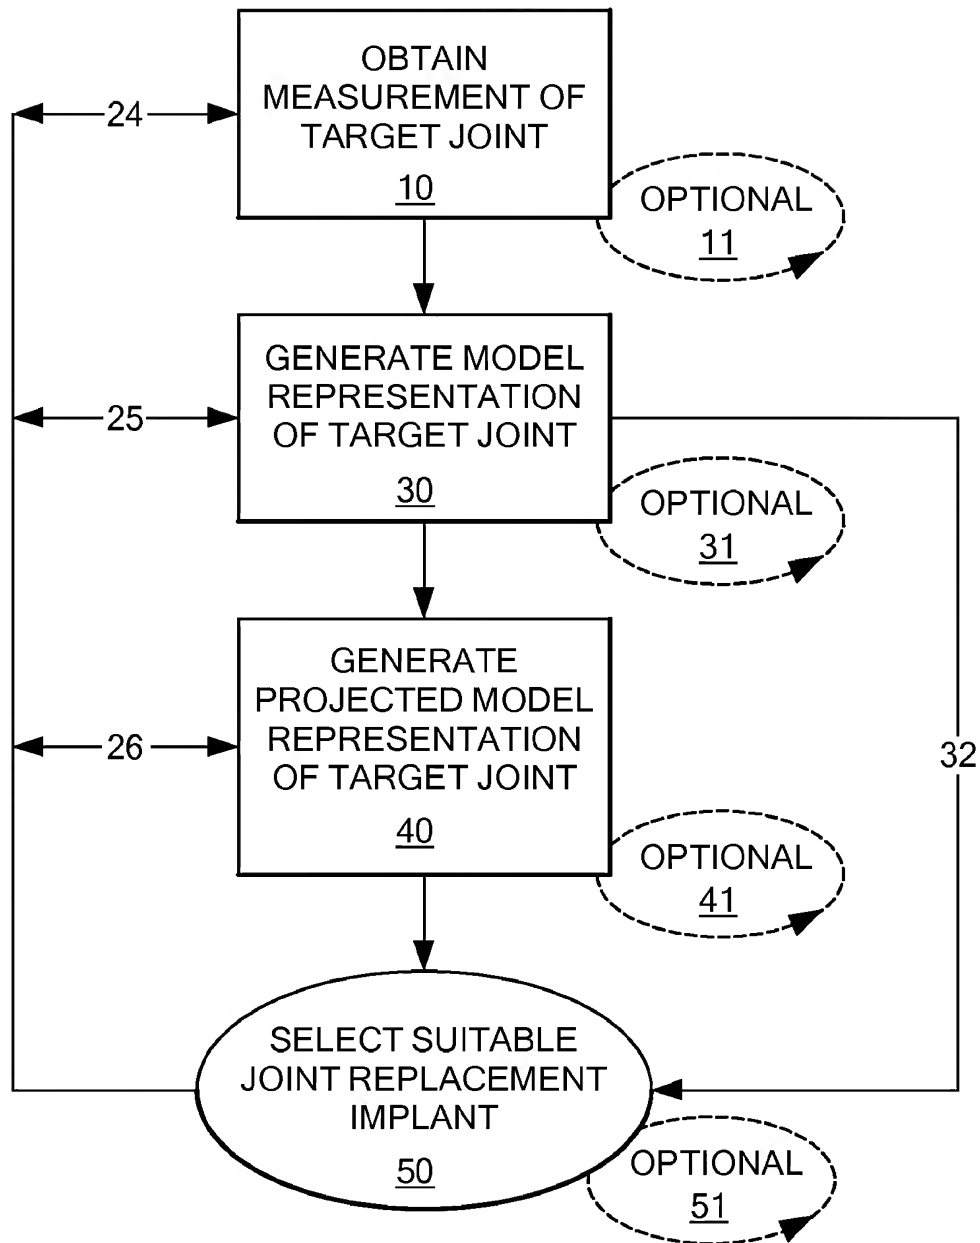 OBTAIN
MEASUREMENT OF
TARGET JOINT
10
24
OPTIONAL
11
GENERATE MODEL
REPRESENTATION
OF TARGET JOINT
30
25
OPTIONAL
31
GENERATE
PROJECTED MODEL
REPRESENTATION
OF TARGET JOINT
40
26
32
OPTIONAL
41
SELECT SUITABLE
JOINT REPLACEMENT
IMPLANT
50
OPTIONAL
51